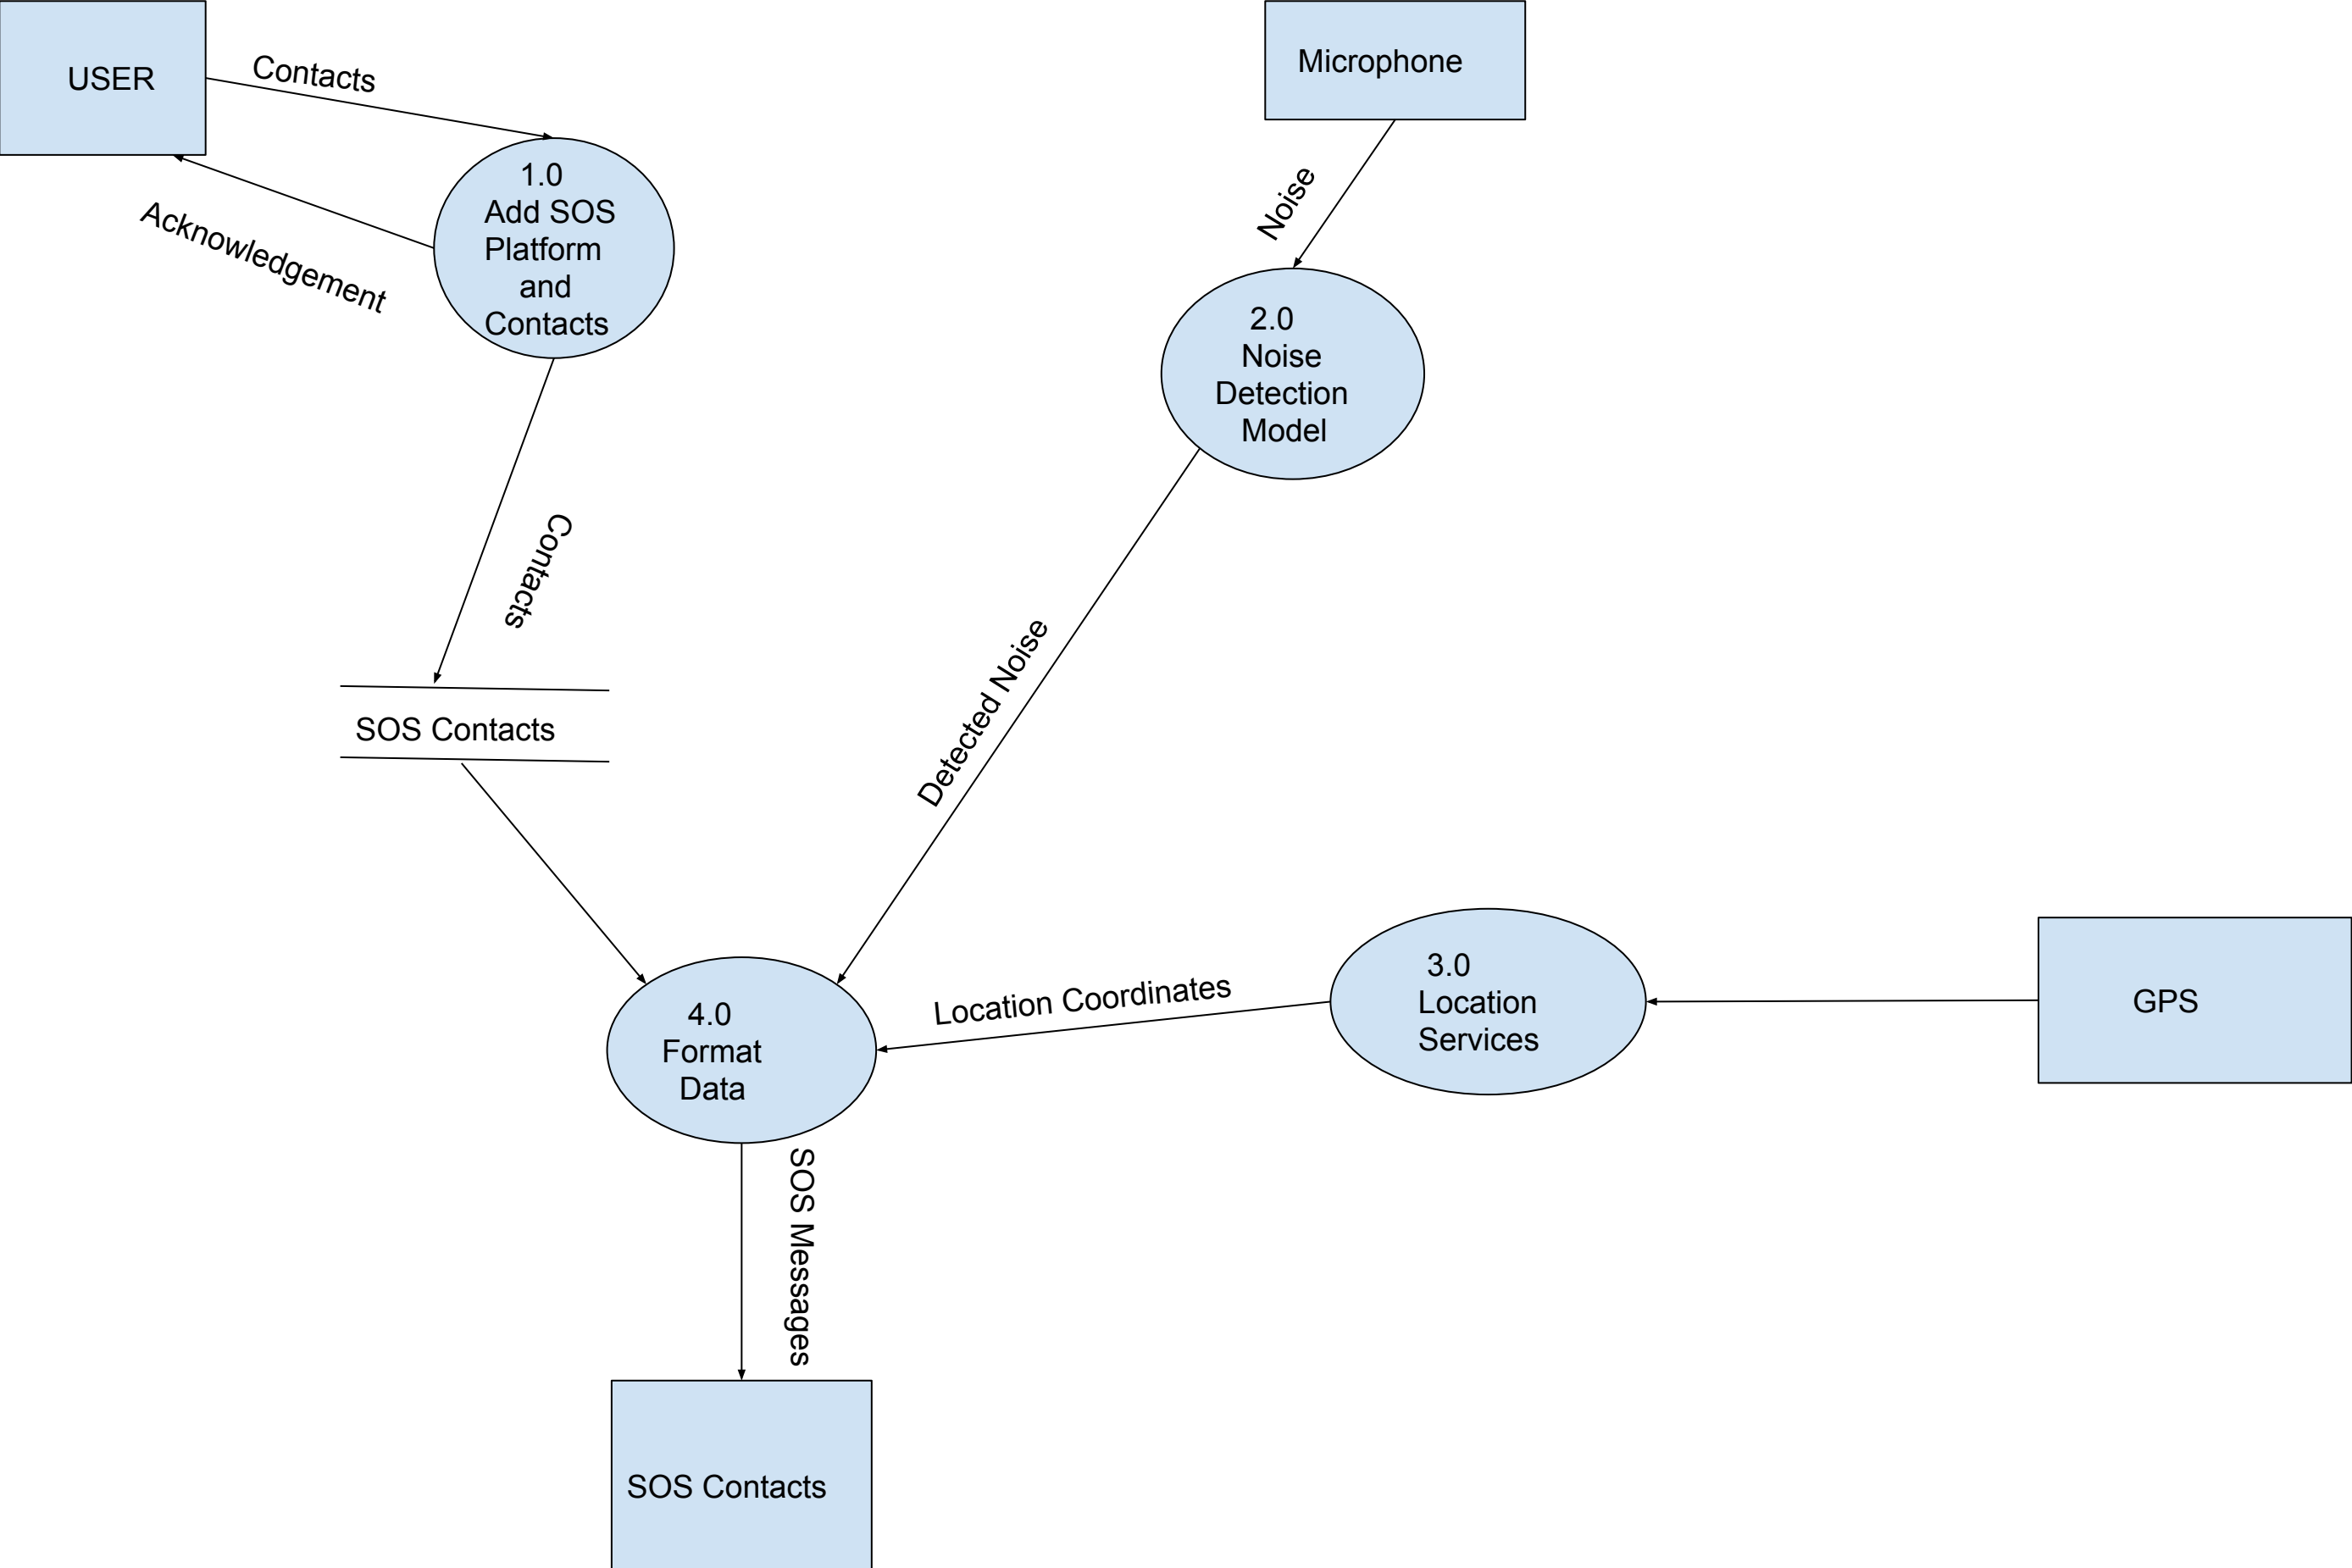 USER
Contacts
Microphone
Acknowledgement
1.0
Add SOS
Platform
and
Contacts
Noise
2.0
Noise
Detection
Model
Contacts
Detected Noise
SOS Contacts
4.0
Format
Data
Location Coordinates
3.0
Location
Services
GPS
SOS Messages
SOS Contacts